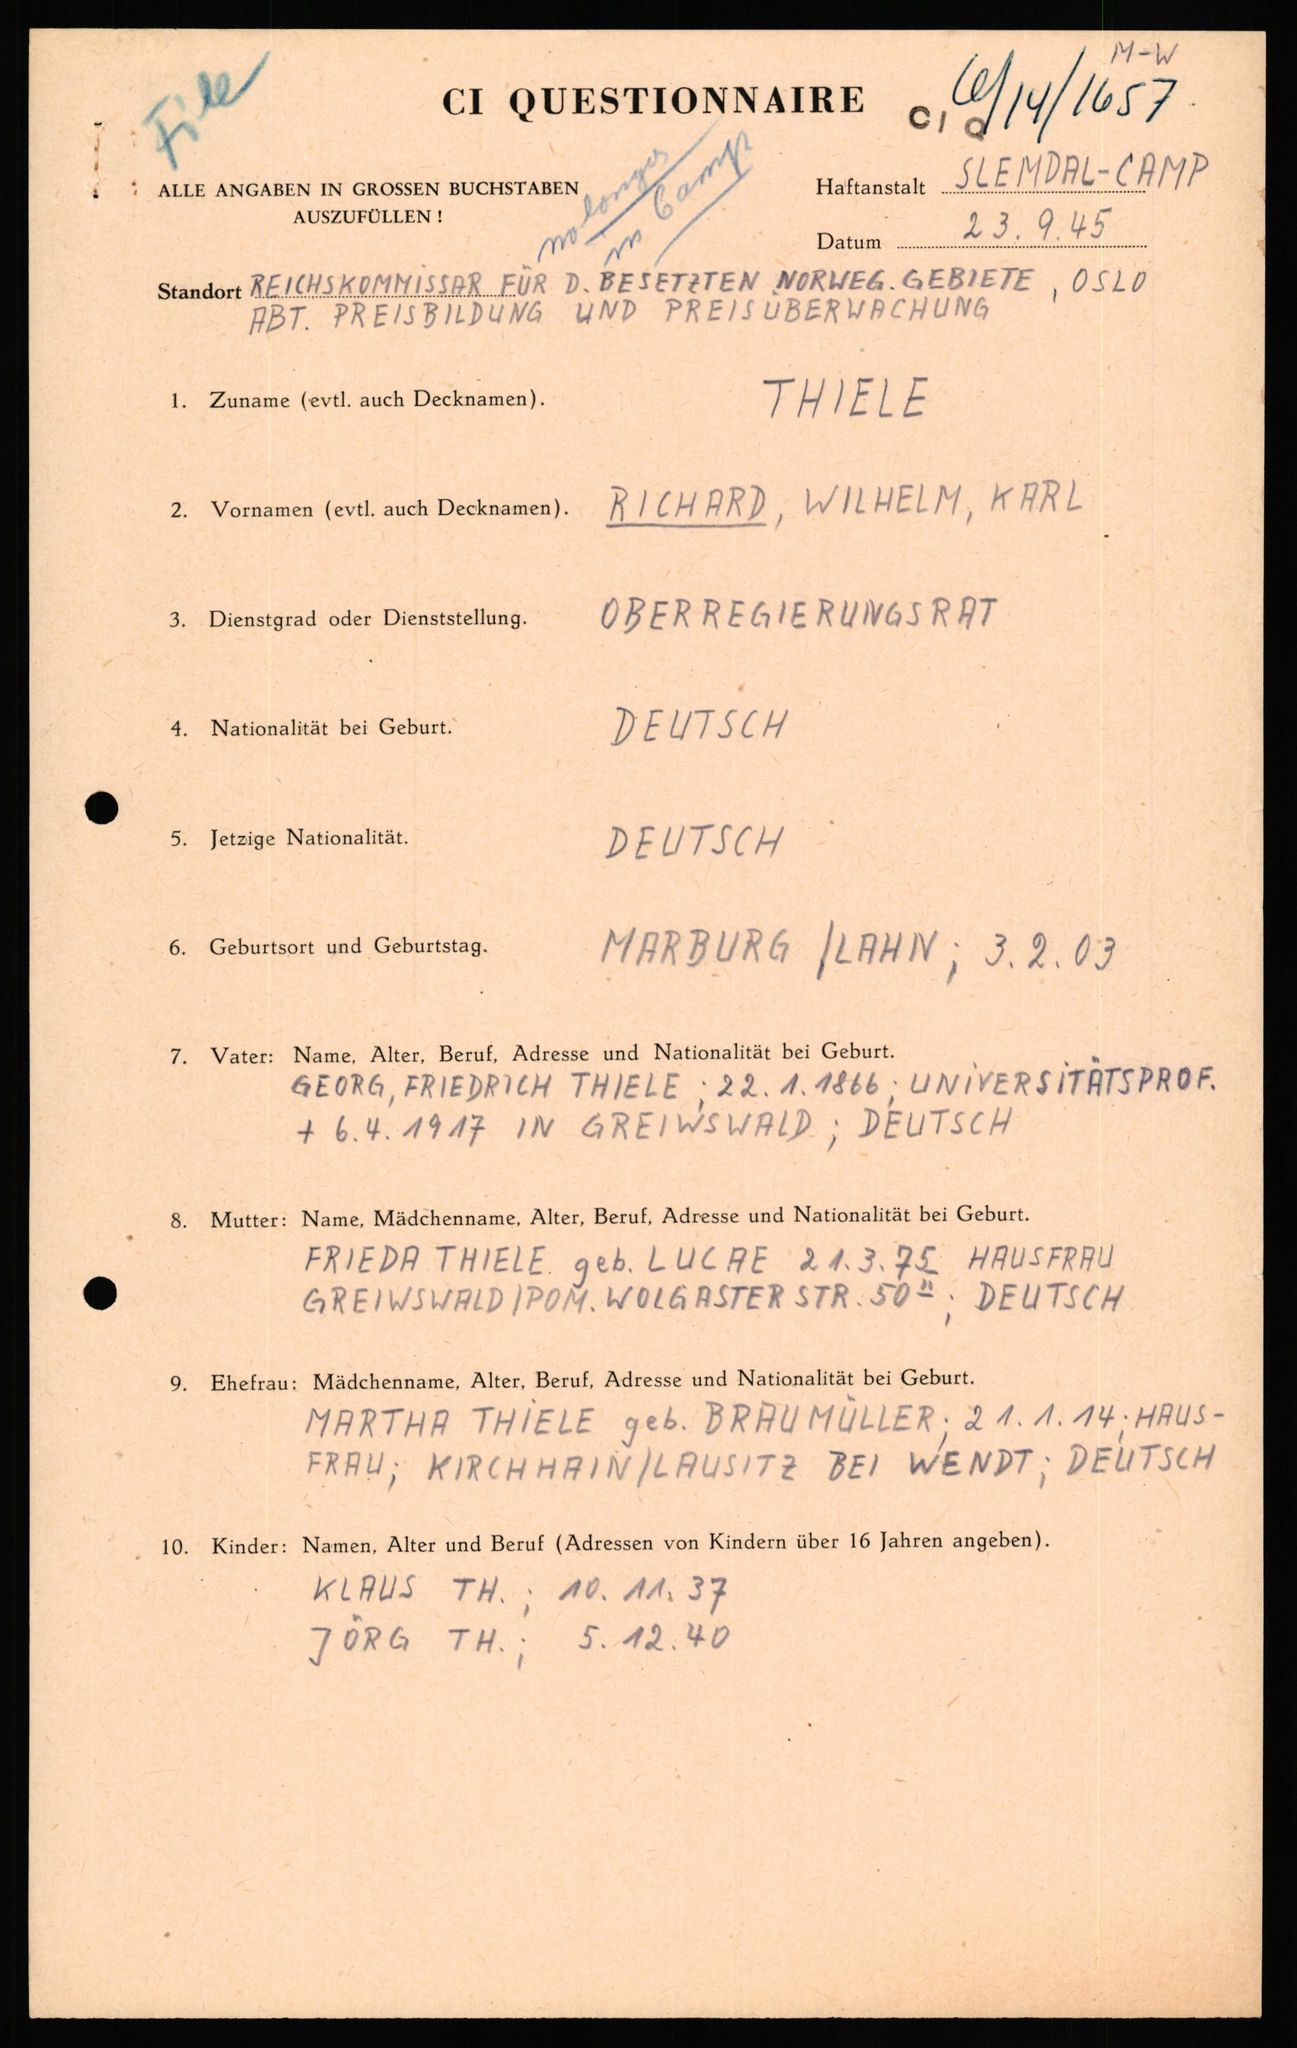 M-W
File
CI QUESTIONNAIRE
CIQ/14/1657.
no longer
in Camp
ALLE ANGABEN IN GROSSEN BUCHSTABEN
AUSZUFÜLLEN!
Haftanstalt SLEMDAL-CAMP
Datum 23.9.45
Standort REICHSKOMMISSAR FÜR D. BESETZTEN NORWEG. GEBIETE, OSLO
ABT. PREISBILDUNG UND PREISÜBERWACHUNG
1. Zuname (evtl. auch Decknamen). THIELE
2. Vornamen (evtl. auch Decknamen). RICHARD, WILHELM, KARL
3. Dienstgrad oder Dienststellung. OBERREGIERUNGSRAT
4. Nationalität bei Geburt. DEUTSCH
5. Jetzige Nationalität. DEUTSCH
6. Geburtsort und Geburtstag. MARBURG /LAHN; 3.2.03
7. Vater: Name, Alter, Beruf, Adresse und Nationalität bei Geburt.
GEORG, FRIEDRICH THIELE; 22.1.1866; UNIVERSITÄTSPROF.
+ 6.4.1917 IN GREIWSWALD; DEUTSCH
8. Mutter: Name, Mädchenname, Alter, Beruf, Adresse und Nationalität bei Geburt.
FRIEDA THIELE geb. LUCAE 21.3.75 HAUSFRAU
GREIWSWALD/POM. WOLGASTER STR. 50 II; DEUTSCH
9. Ehefrau: Mädchenname, Alter, Beruf, Adresse und Nationalität bei Geburt.
MARTHA THIELE geb. BRAUMÜLLER; 21.1.14; HAUS-
FRAU; KIRCHHAIN/LAUSITZ BEI WENDT; DEUTSCH
10. Kinder: Namen, Alter und Beruf (Adressen von Kindern über 16 Jahren angeben).
KLAUS TH.; 10.11.37
JÖRG TH.; 5.12.40